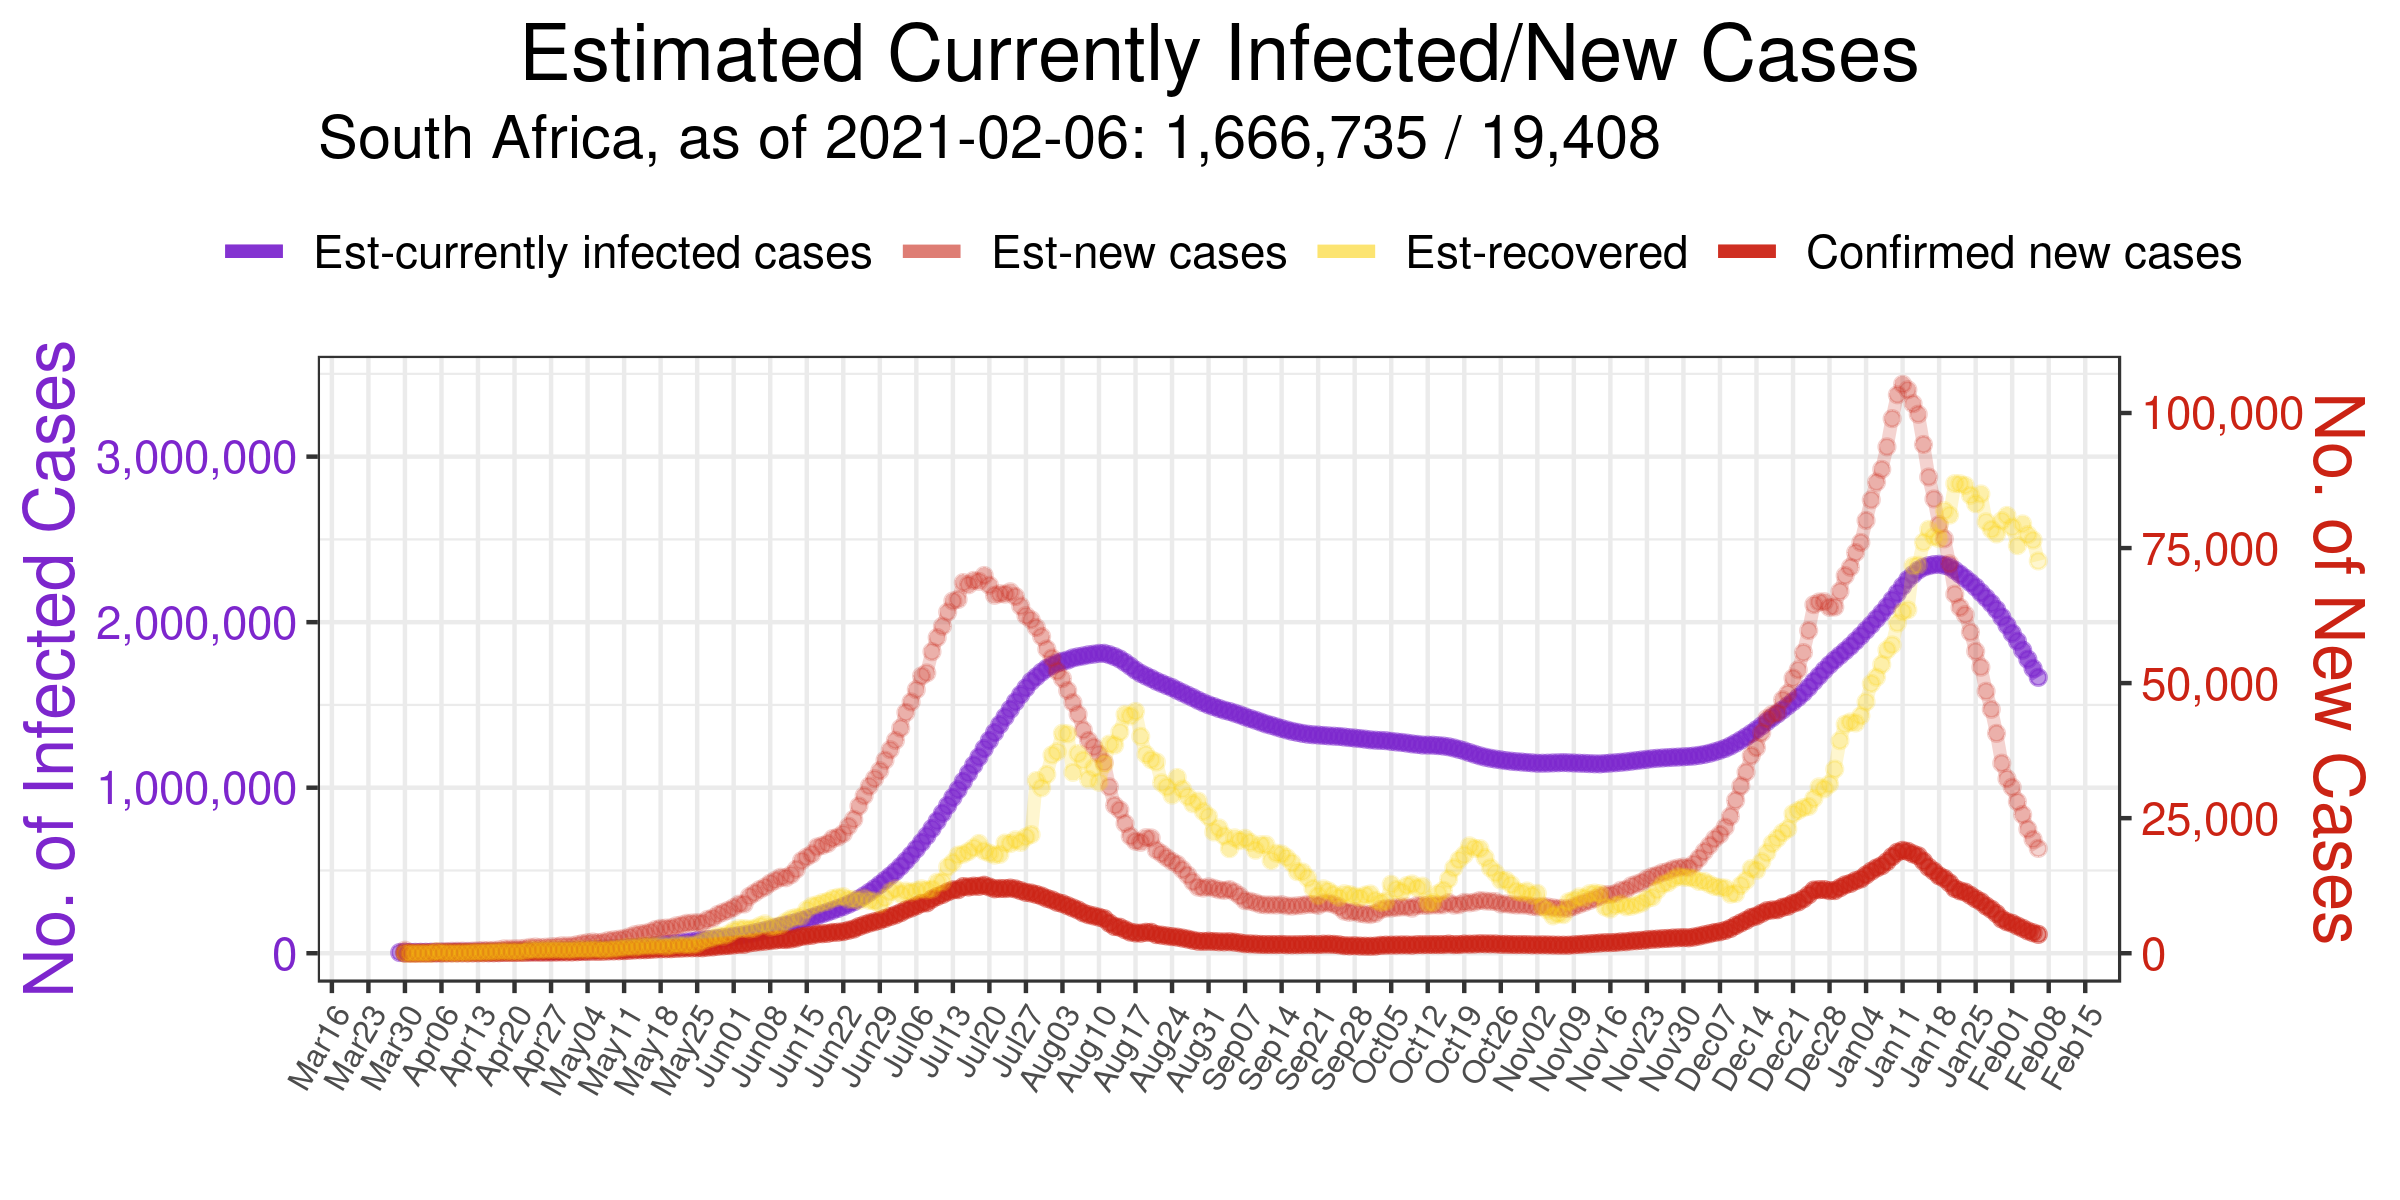 Estimated Currently Infected/New Cases
South Africa, as of 2021-02-06: 1,666,735 / 19,408
Est-currently infected cases Est-new cases Est-recovered Confirmed new cases
No. of Infected Cases
3,000,000
2,000,000
1,000,000
0
100,000
75,000
50,000
25,000
0
No. of New Cases
Mar16 Mar23 Mar30 Apr06 Apr13 Apr20 Apr27 May04 May11 May18 May25 Jun01 Jun08 Jun15 Jun22 Jun29 Jul06 Jul13 Jul20 Jul27 Aug03 Aug10 Aug17 Aug24 Aug31 Sep07 Sep14 Sep21 Sep28 Oct05 Oct12 Oct19 Oct26 Nov02 Nov09 Nov16 Nov23 Nov30 Dec07 Dec14 Dec21 Dec28 Jan04 Jan11 Jan18 Jan25 Feb01 Feb08 Feb15